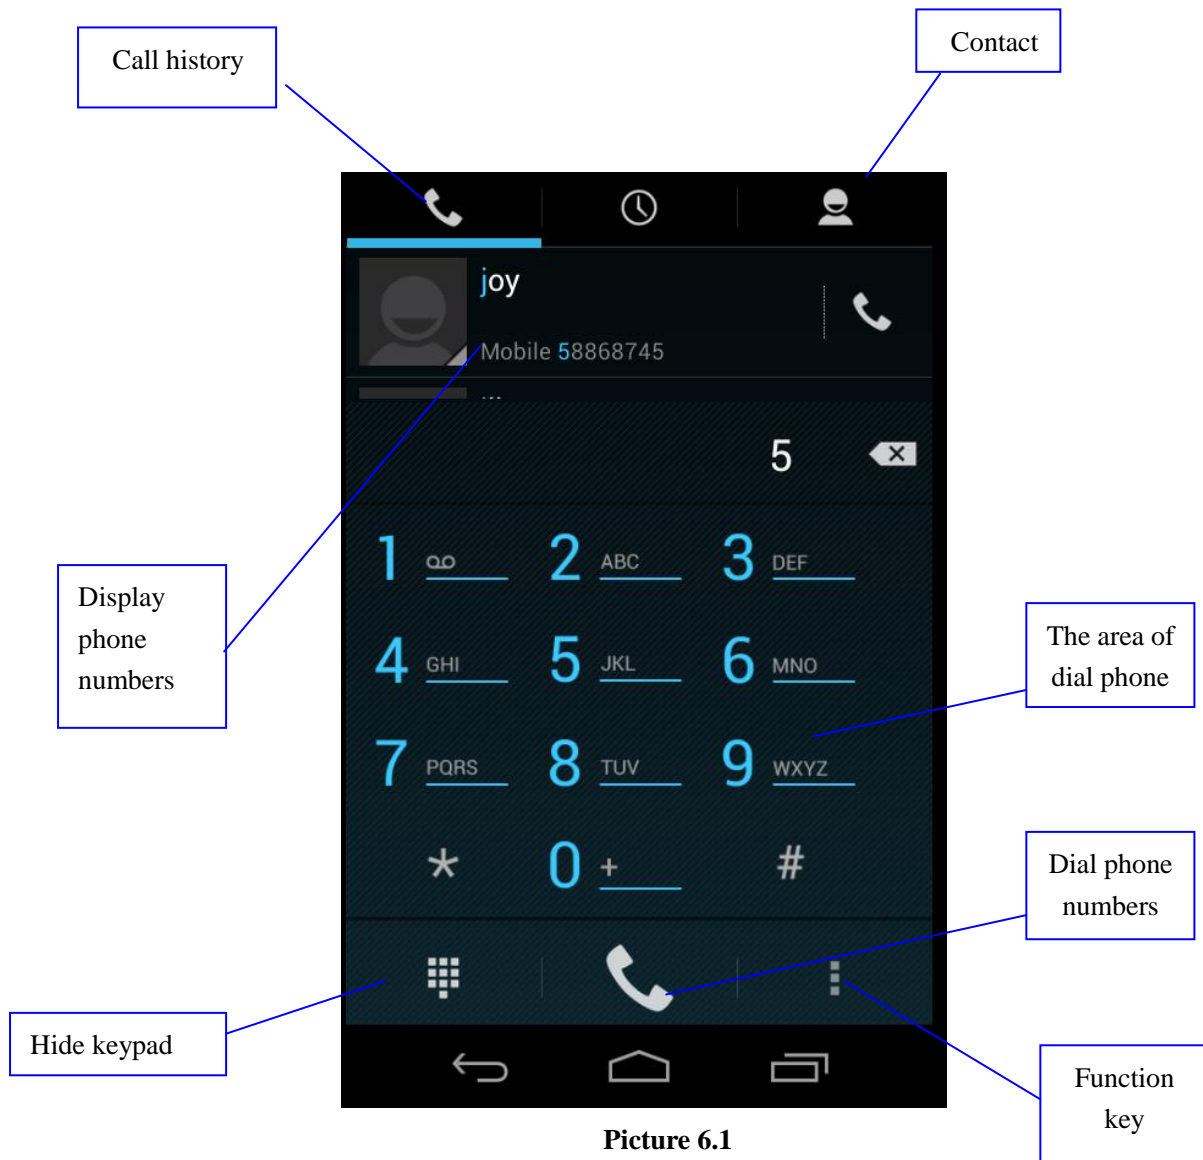 Call history
Contact
joy
Mobile 58868745
5
1
2 ABC
3 DEF
Display
phone
numbers
4 GHI
5 JKL
6 MNO
The area of
dial phone
7 PQRS
8 TUV
9 WXYZ
* 
0 +
#
Dial phone
numbers
Hide keypad
Function
key
Picture 6.1